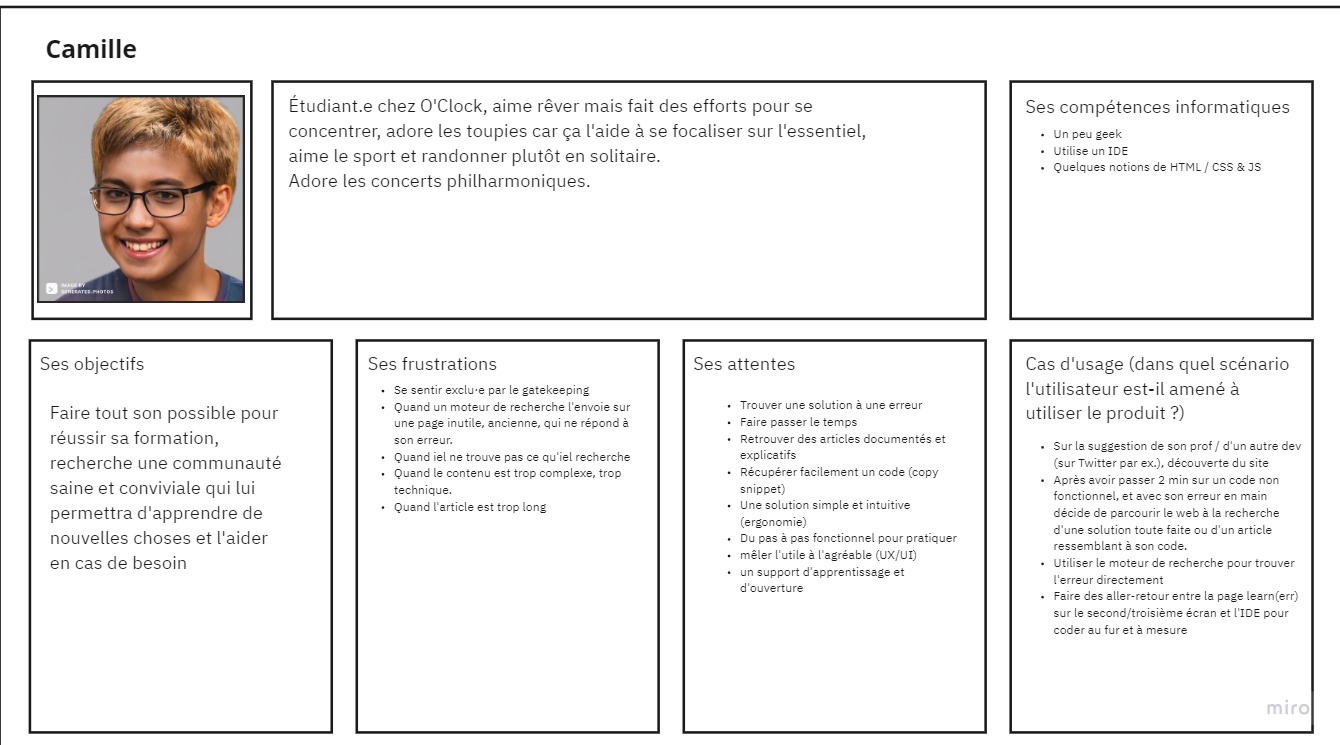 Camille
IMAGE BY
GENERATED.PHOTOS
Étudiant.e chez O'Clock, aime rêver mais fait des efforts pour se
concentrer, adore les toupies car ça l'aide à se focaliser sur l'essentiel,
aime le sport et randonner plutôt en solitaire.
Adore les concerts philharmoniques.
Ses compétences informatiques
• Un peu geek
• Utilise un IDE
• Quelques notions de HTML / CSS & JS
Ses objectifs
Faire tout son possible pour
réussir sa formation,
recherche une communauté
saine et conviviale qui lui
permettra d'apprendre de
nouvelles choses et l'aider
en cas de besoin
Ses frustrations
• Se sentir exclu·e par le gatekeeping
• Quand un moteur de recherche l'envoie sur
une page inutile, ancienne, qui ne répond à
son erreur.
• Quand iel ne trouve pas ce qu'iel recherche
• Quand le contenu est trop complexe, trop
technique.
• Quand l'article est trop long
Ses attentes
• Trouver une solution à une erreur
• Faire passer le temps
• Retrouver des articles documentés et
explicatifs
• Récupérer facilement un code (copy
snippet)
• Une solution simple et intuitive
(ergonomie)
• Du pas à pas fonctionnel pour pratiquer
• mêler l'utile à l'agréable (UX/UI)
• un support d'apprentissage et
d'ouverture
Cas d'usage (dans quel scénario
l'utilisateur est-il amené à
utiliser le produit ?)
• Sur la suggestion de son prof / d'un autre dev
(sur Twitter par ex.), découverte du site
• Après avoir passer 2 min sur un code non
fonctionnel, et avec son erreur en main
décide de parcourir le web à la recherche
d'une solution toute faite ou d'un article
ressemblant à son code.
• Utiliser le moteur de recherche pour trouver
l'erreur directement
• Faire des aller-retour entre la page learn(err)
sur le second/troisième écran et l'IDE pour
coder au fur et à mesure
miro